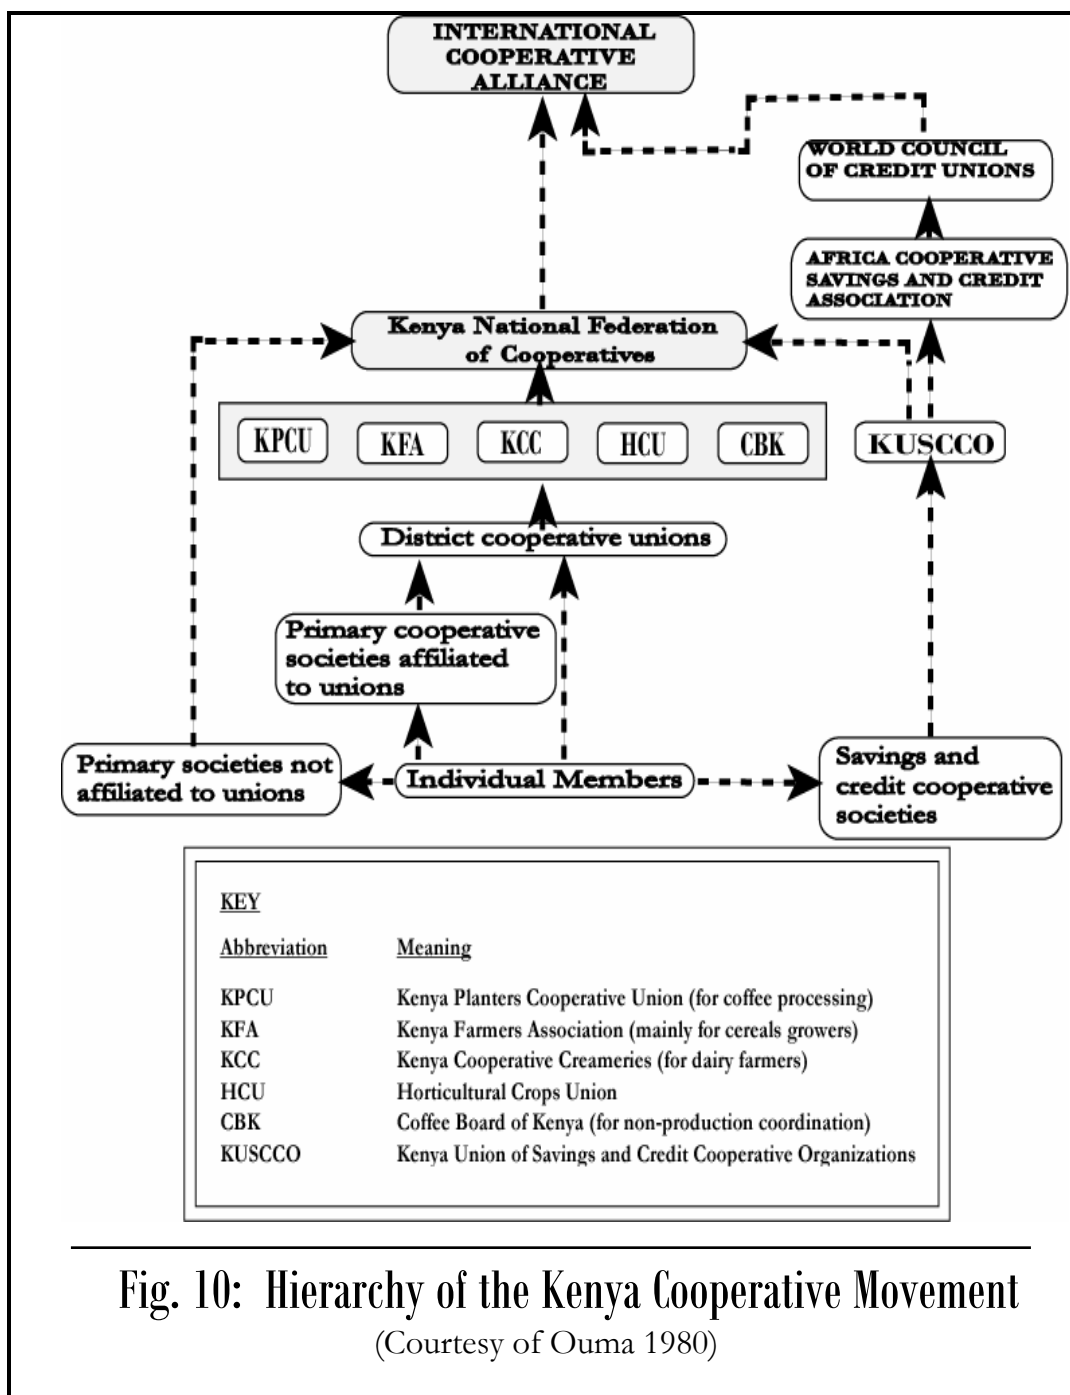 INTERNATIONAL
COOPERATIVE
ALLIANCE
WORLD COUNCIL
OF CREDIT UNIONS
AFRICA COOPERATIVE
SAVINGS AND CREDIT
ASSOCIATION
Kenya National Federation
of Cooperatives
KPCU KFA KCC HCU CBK
KUSCCO
District cooperative unions
Primary cooperative
societies affiliated
to unions
Primary societies not
affiliated to unions
Individual Members
Savings and
credit cooperative
societies
KEY
Abbreviation Meaning
KPCU Kenya Planters Cooperative Union (for coffee processing)
KFA Kenya Farmers Association (mainly for cereals growers)
KCC Kenya Cooperative Creameries (for dairy farmers)
HCU Horticultural Crops Union
CBK Coffee Board of Kenya (for non-production coordination)
KUSCCO Kenya Union of Savings and Credit Cooperative Organizations
Fig. 10: Hierarchy of the Kenya Cooperative Movement
(Courtesy of Ouma 1980)